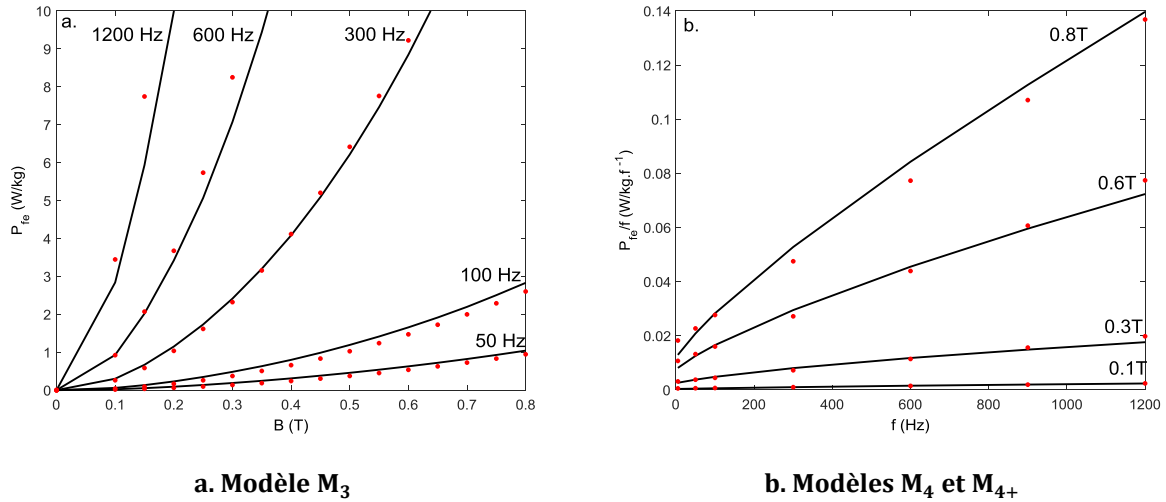 a.
1200 Hz
600 Hz
300 Hz
100 Hz
50 Hz
10
9
8
7
6
5
4
3
2
1
0
0 0.1 0.2 0.3 0.4 0.5 0.6 0.7 0.8
P_fe (W/kg)
B (T)
b.
0.8T
0.6T
0.3T
0.1T
0.14
0.12
0.1
0.08
0.06
0.04
0.02
0
0 200 400 600 800 1000 1200
P_fe/f (W/kg.f⁻¹)
f (Hz)
a. Modèle M₃
b. Modèles M₄ et M₄₊